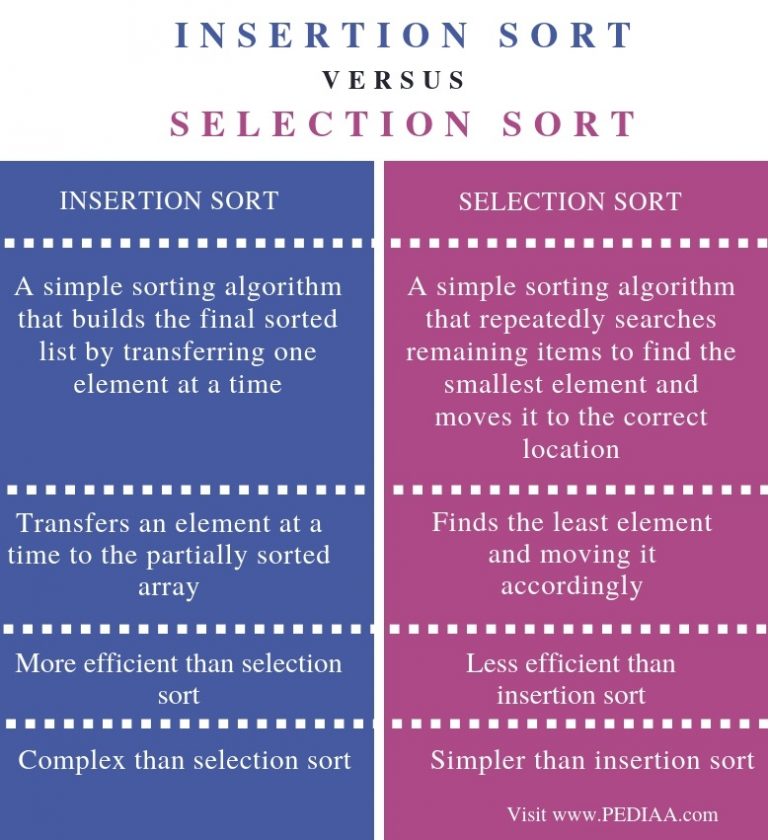 INSERTION SORT
VERSUS
SELECTION SORT
INSERTION SORT
A simple sorting algorithm
that builds the final sorted
list by transferring one
element at a time
Transfers an element at a
time to the partially sorted
array
More efficient than selection
sort
Complex than selection sort
SELECTION SORT
A simple sorting algorithm
that repeatedly searches
remaining items to find the
smallest element and
moves it to the correct
location
Finds the least element
and moving it
accordingly
Less efficient than
insertion sort
Simpler than insertion sort
Visit www.PEDIAA.com